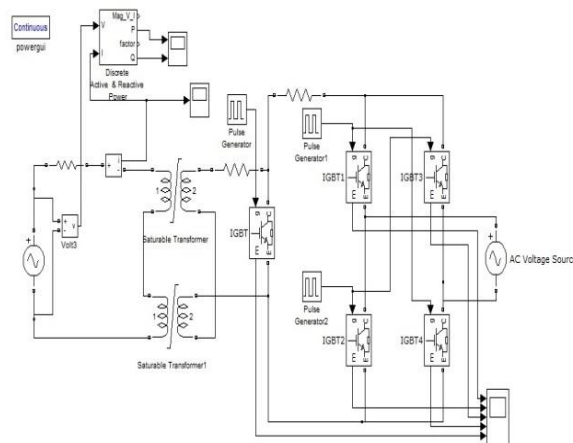 Continuous
powergui
V
I
Mag_V_I
P
factor
Q
Discrete
Active & Reactive
Power
+
-
i
+
-
v
Volt3
+
1
2
Saturable Transformer
1
2
Saturable Transformer1
Pulse
Generator
g
C
E
IGBT
Pulse
Generator1
g
C
E
IGBT1
g
C
E
IGBT3
Pulse
Generator2
g
C
E
IGBT2
g
C
E
IGBT4
+
AC Voltage Source